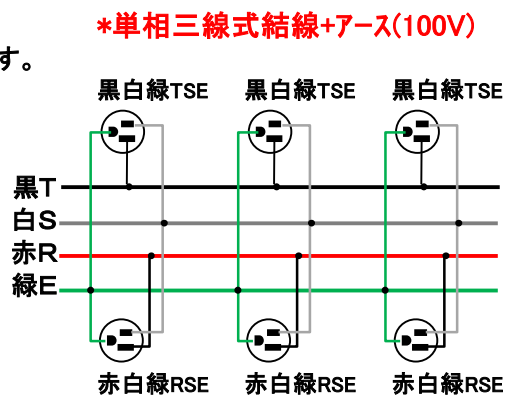 *単相三線式結線+アース(100V)
す。
黒白緑TSE 黒白緑TSE 黒白緑TSE
黒T
白S
赤R
緑E
赤白緑RSE 赤白緑RSE 赤白緑RSE